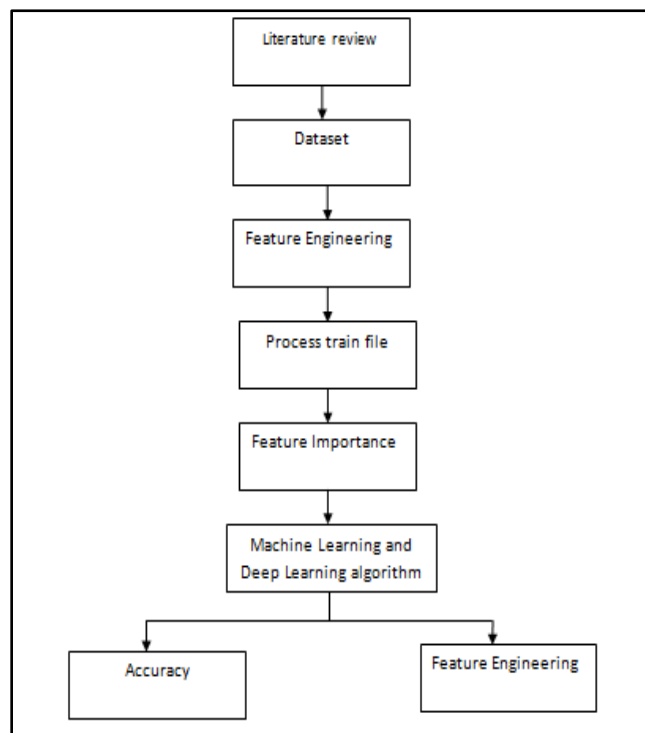 Literature review
Dataset
Feature Engineering
Process train file
Feature Importance
Machine Learning and
Deep Learning algorithm
Accuracy
Feature Engineering